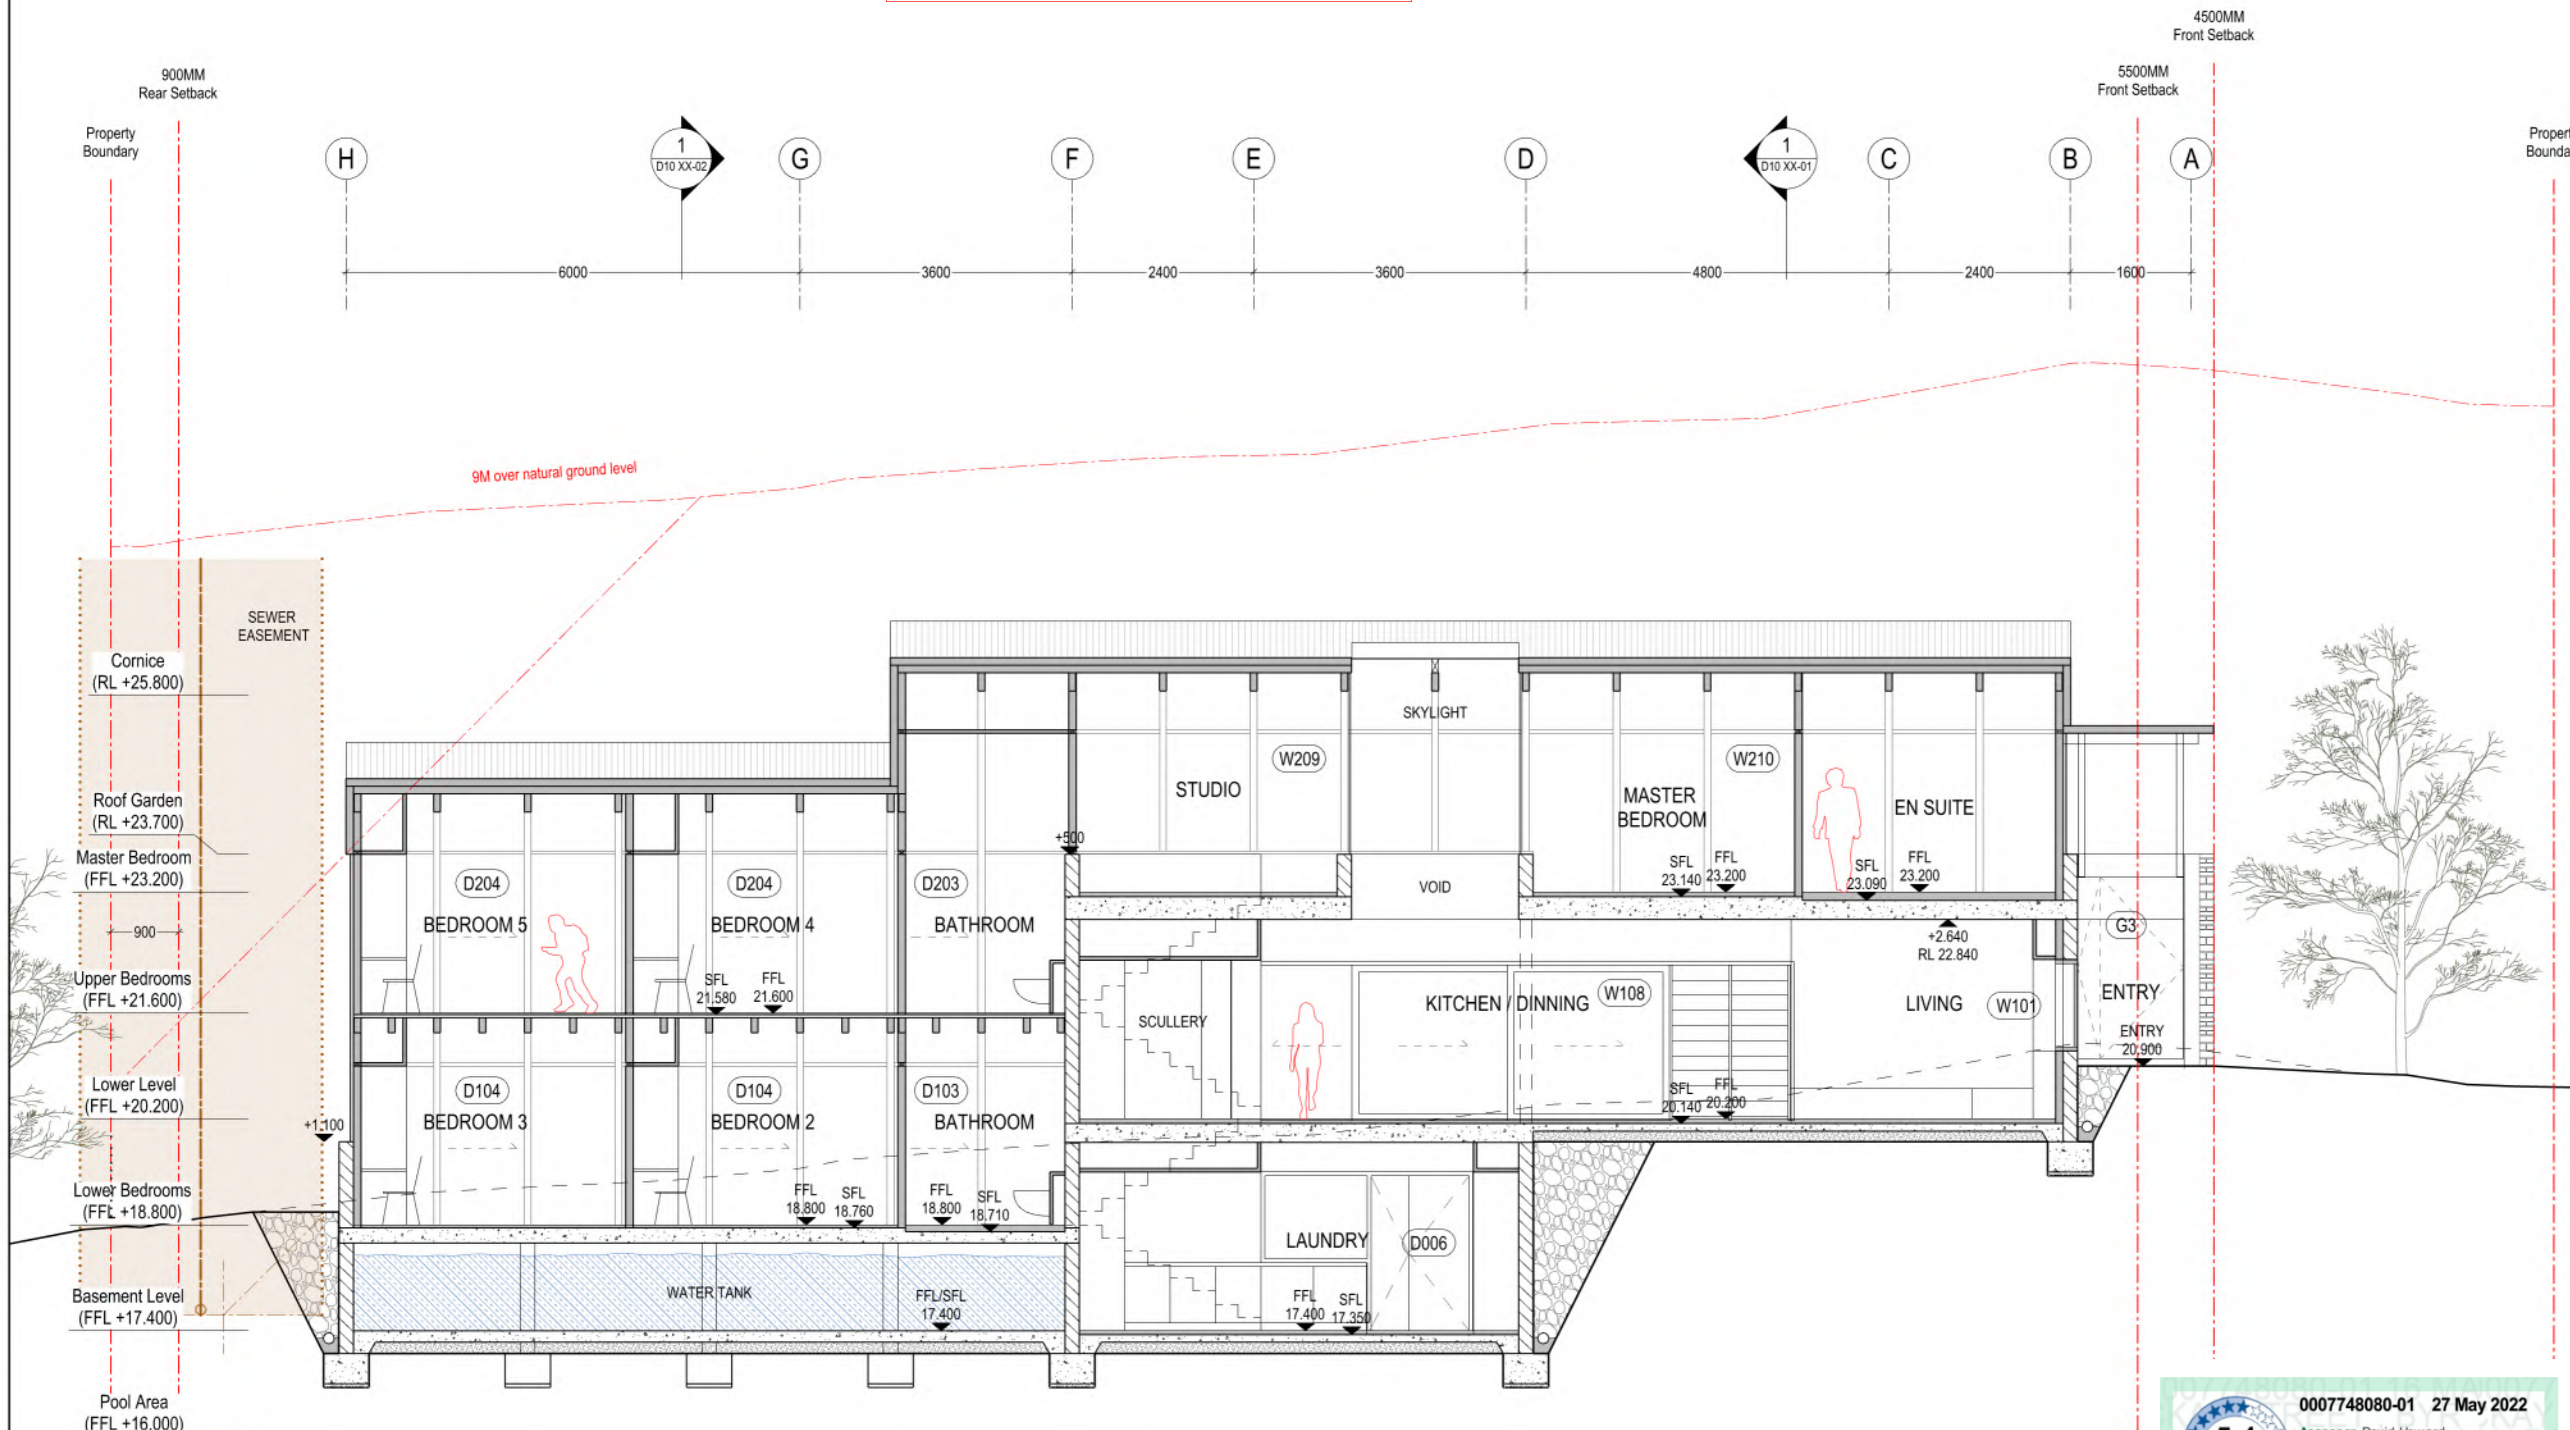 4500MM
Front Setback
900MM
Rear Setback
5500MM
Front Setback
Property
Boundary
H
1
D10 XX-02
G
F
E
D
1
D10 XX-01
C
B
A
6000
3600
2400
3600
4800
2400
1600
9M over natural ground level
SEWER
EASEMENT
Cornice
(RL +25.800)
Roof Garden
(RL +23.700)
Master Bedroom
(FFL +23.200)
900
Upper Bedrooms
(FFL +21.600)
Lower Level
(FFL +20.200)
+1.100
Lower Bedrooms
(FFL +18.800)
Basement Level
(FFL +17.400)
Pool Area
(FFL +16.000)
SKYLIGHT
W209
W210
STUDIO
MASTER
BEDROOM
EN SUITE
+500
SFL
23.140
FFL
23.200
SFL
23.090
FFL
23.200
VOID
D204
D204
D203
BEDROOM 5
BEDROOM 4
BATHROOM
SFL
21.580
FFL
21.600
+2.640
RL 22.840
G3
SCULLERY
KITCHEN / DINNING
W108
LIVING
W101
ENTRY
ENTRY
20.900
D104
D104
D103
BEDROOM 3
BEDROOM 2
BATHROOM
SFL
20.140
FFL
20.200
FFL
18.800
SFL
18.760
FFL
18.800
SFL
18.710
LAUNDRY
D006
WATER TANK
FFL/SFL
17.400
FFL
17.400
SFL
17.350
0007748080-01 27 May 2022